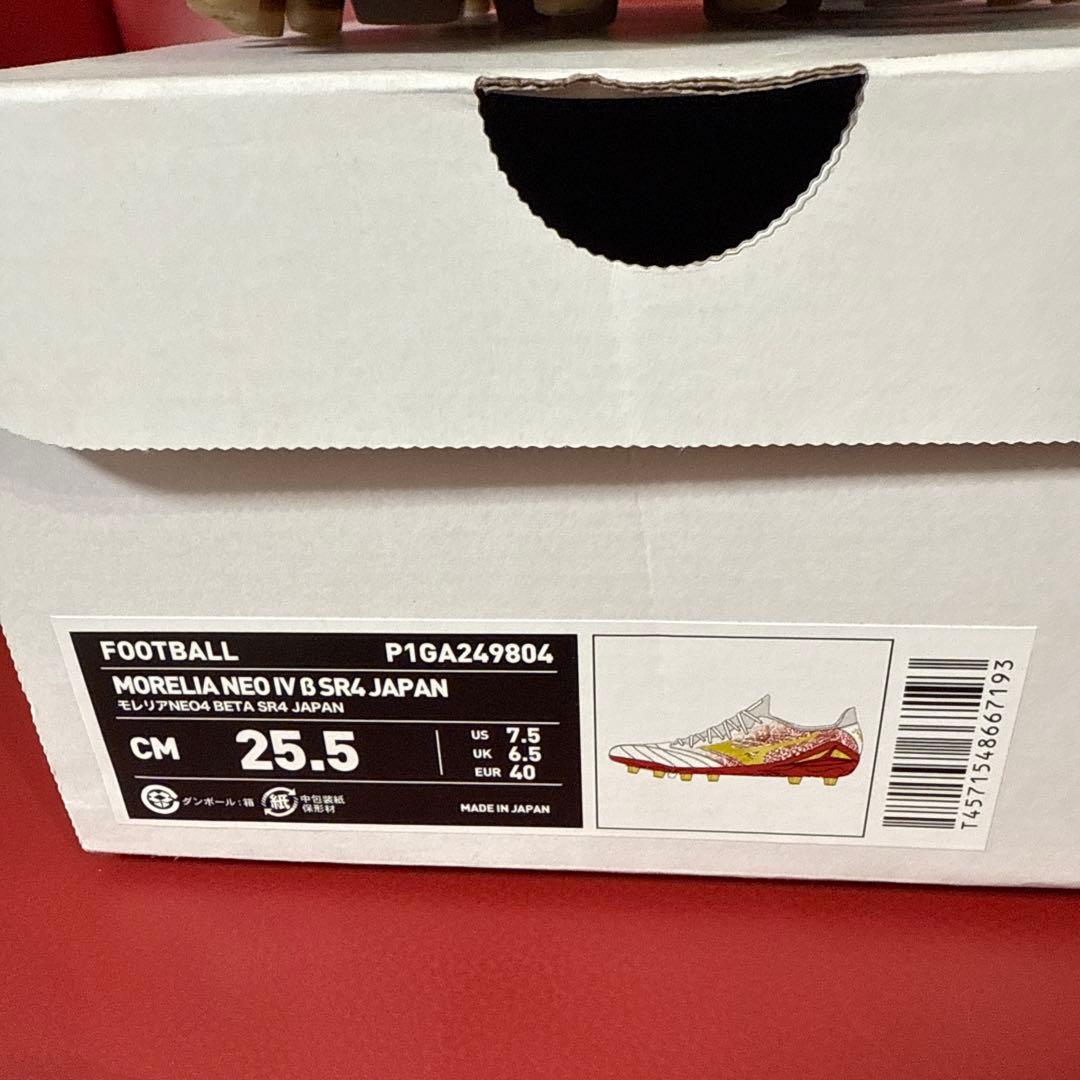 FOOTBALL P1GA249804
MORELIA NEO IV β SR4 JAPAN
モレリアNEO4 BETA SR4 JAPAN
CM 25.5
US 7.5
UK 6.5
EUR 40
ダンボール:箱
紙 中包装紙
保形材
MADE IN JAPAN
T4571548667193